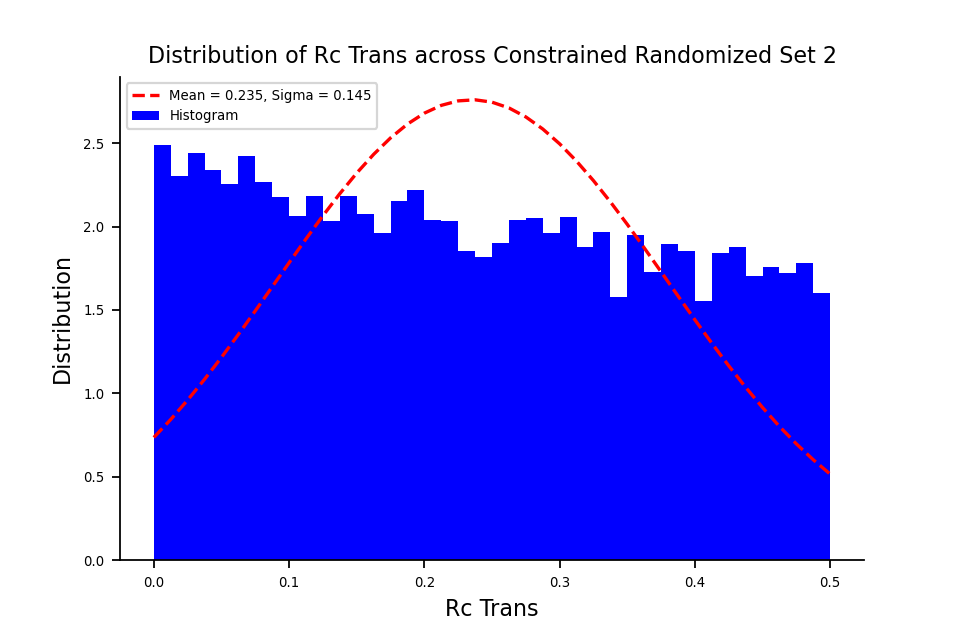 Distribution of Rc Trans across Constrained Randomized Set 2
Mean = 0.235, Sigma = 0.145
Histogram
2.5
2.0
1.5
1.0
0.5
0.0
Distribution
0.0 0.1 0.2 0.3 0.4 0.5
Rc Trans